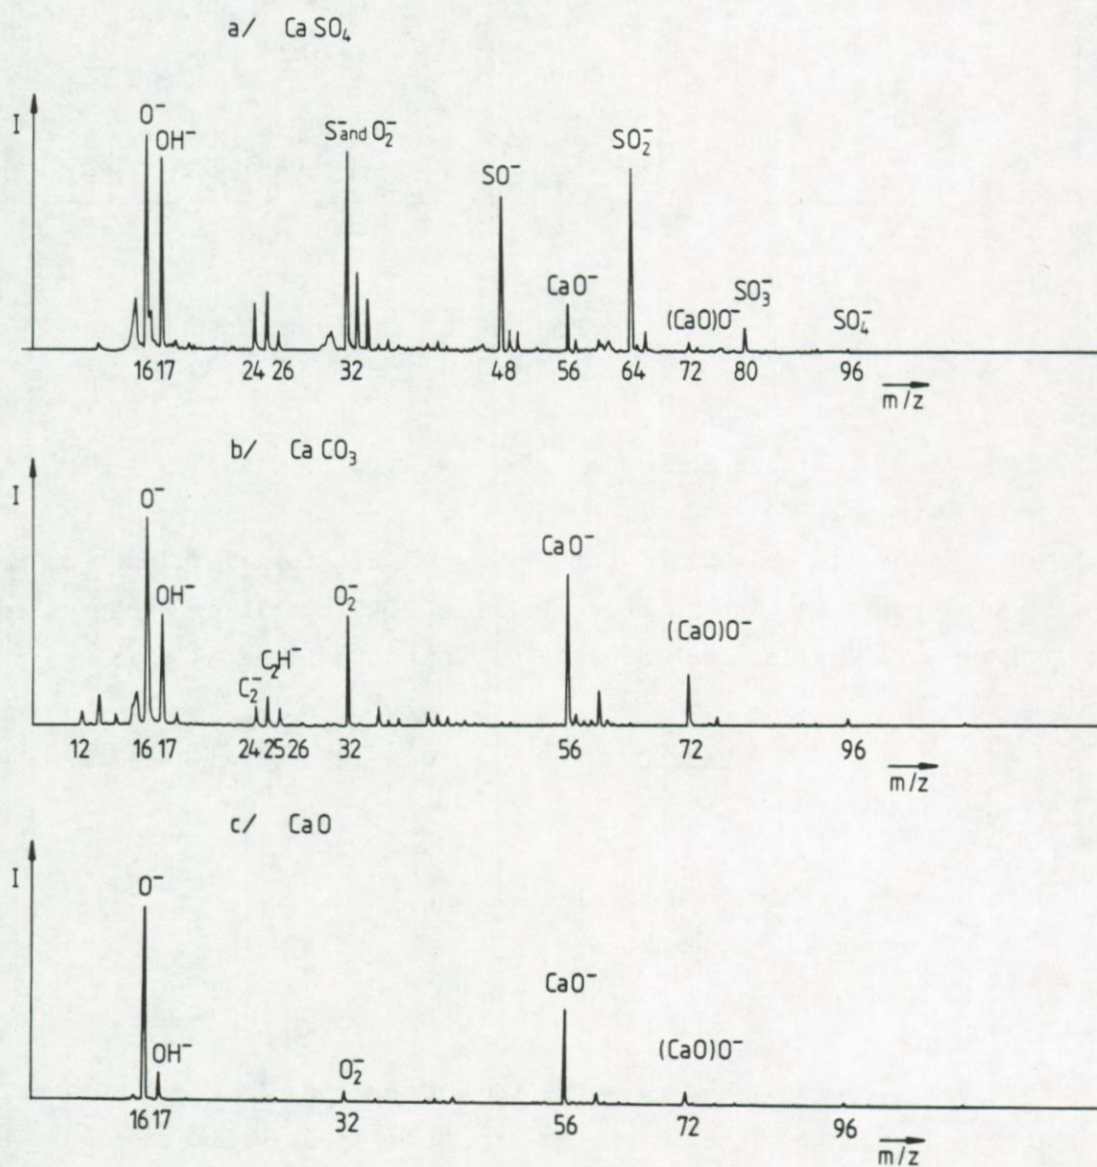 a/ CaSO₄
I
O⁻
OH⁻
S⁻ and O₂⁻
SO⁻
CaO⁻
SO₂⁻
(CaO)O⁻
SO₃⁻
SO₄⁻
16 17 24 26 32 48 56 64 72 80 96
m/z
b/ CaCO₃
I
O⁻
OH⁻
C₂⁻
C₂H⁻
O₂⁻
CaO⁻
(CaO)O⁻
12 16 17 24 25 26 32 56 72 96
m/z
c/ CaO
I
O⁻
OH⁻
O₂⁻
CaO⁻
(CaO)O⁻
16 17 32 56 72 96
m/z